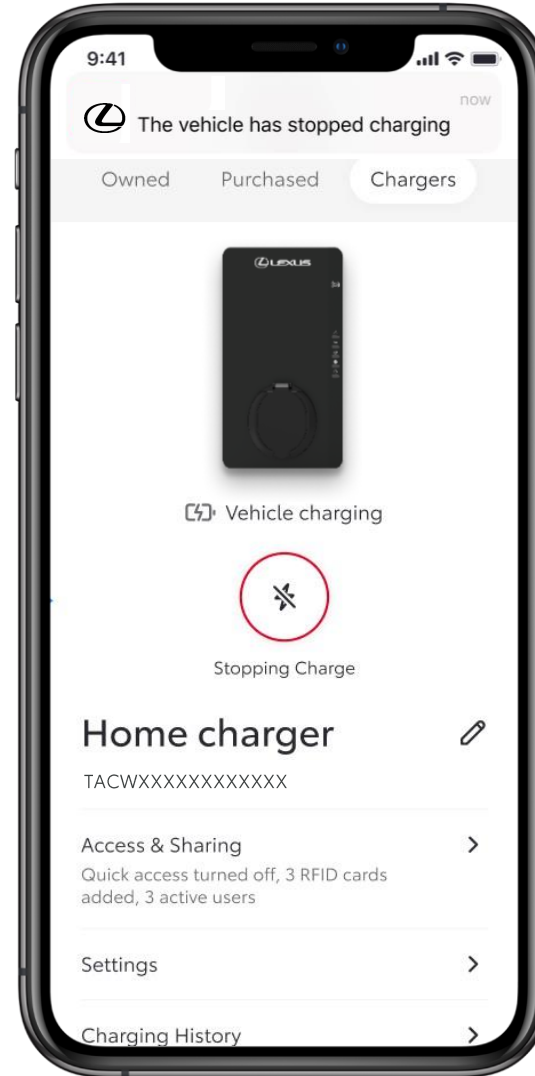 9:41
now
The vehicle has stopped charging
Owned Purchased Chargers
LEXUS
Vehicle charging
Stopping Charge
Home charger
TACWXXXXXXXXXXXX
Access & Sharing
Quick access turned off, 3 RFID cards
added, 3 active users
Settings
Charging History